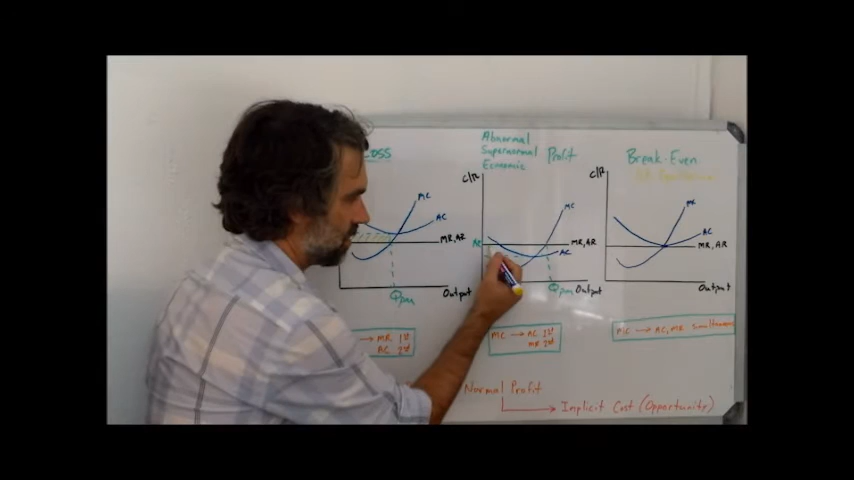 Loss
MC
AC
MR, AR
Qpm
Output
→ MR 1st
AC 2nd
Abnormal
Supernormal Profit
Economic
C/R
MC
AR
MR, AR
AC
Qpm Output
MC → AC 1st
MR 2nd
Break-Even
C/R
MC
AC
MR, AR
Output
MC → AC, MR simultaneous
Normal Profit
Implicit Cost (Opportunity)